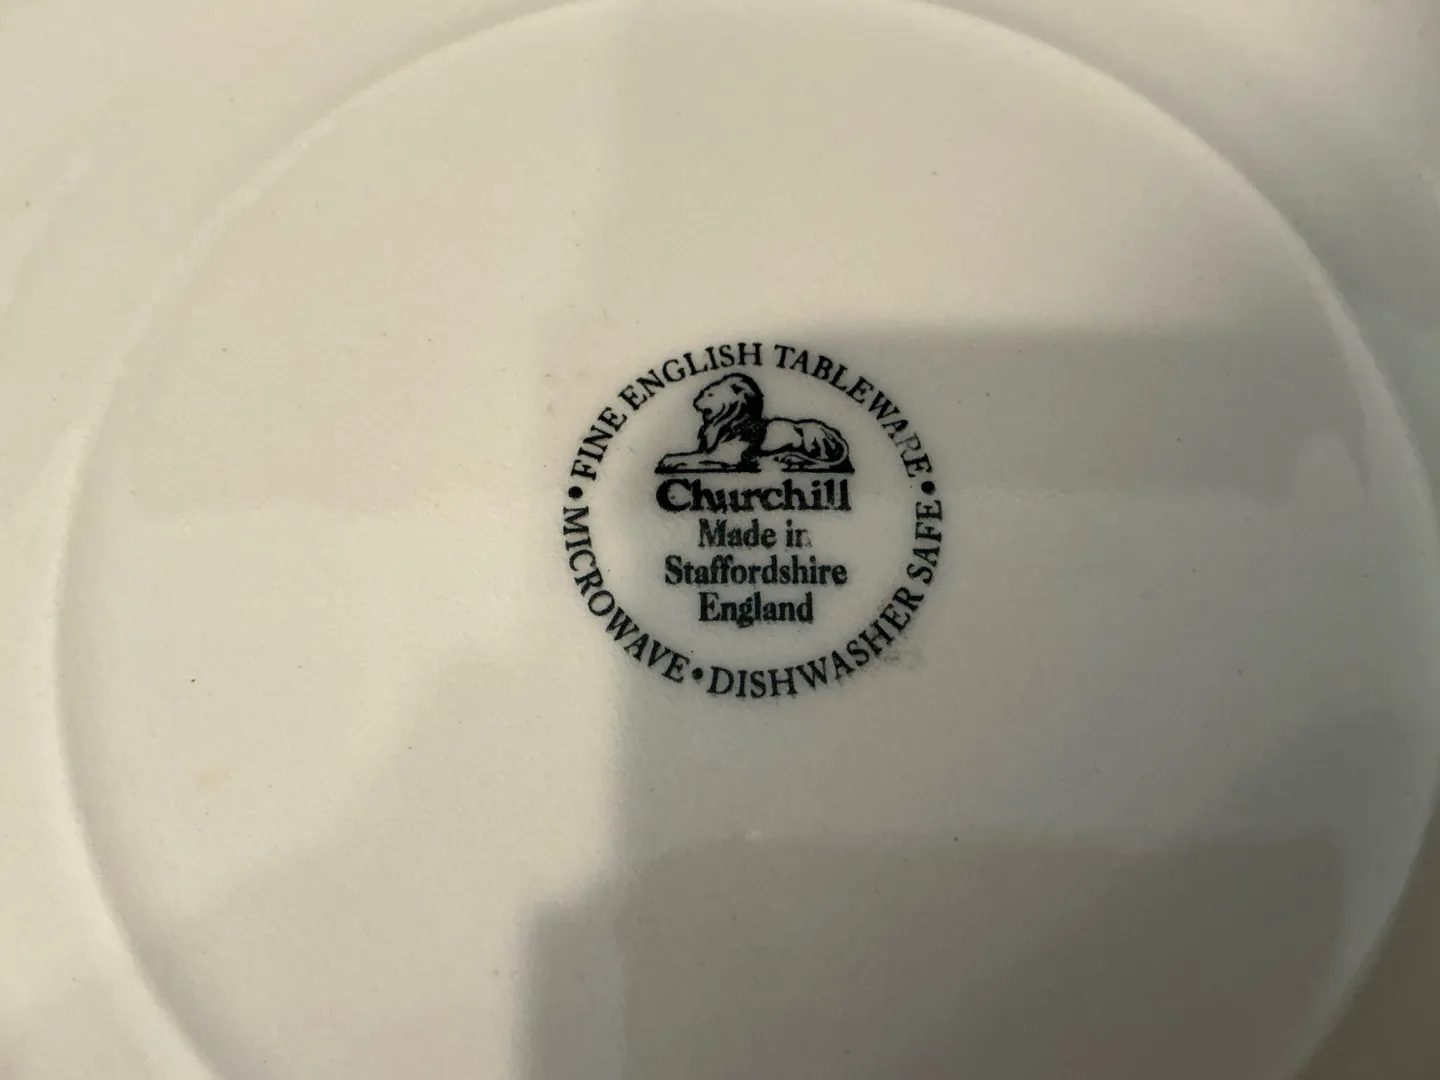 • FINE ENGLISH TABLEWARE •
Churchill
Made in
Staffordshire
England
MICROWAVE • DISHWASHER SAFE